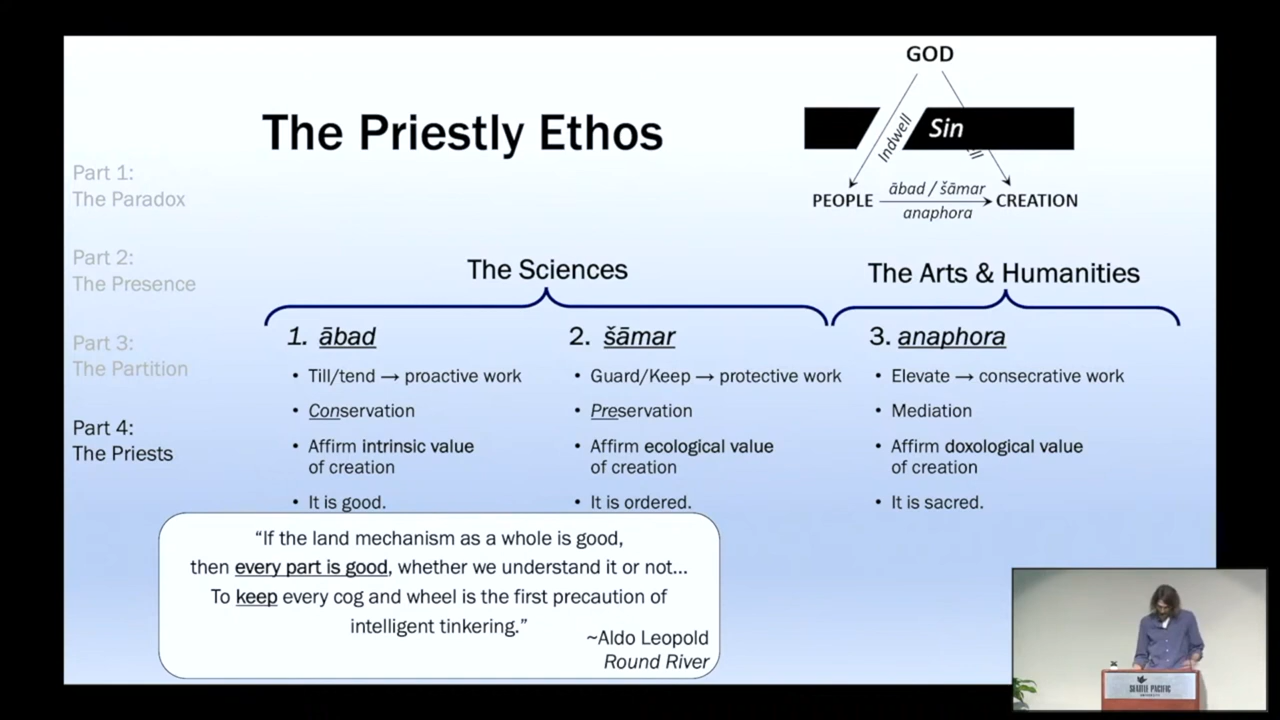 GOD
The Priestly Ethos
Sin
Indwell
Part 1:
The Paradox
PEOPLE
ābad / šāmar
anaphora
CREATION
Part 2:
The Presence
The Sciences
The Arts & Humanities
Part 3:
The Partition
1. ābad
2. šāmar
3. anaphora
• Till/tend → proactive work
• Guard/Keep → protective work
• Elevate → consecrative work
• Conservation
• Preservation
• Mediation
Part 4:
The Priests
• Affirm intrinsic value
of creation
• Affirm ecological value
of creation
• Affirm doxological value
of creation
• It is good.
• It is ordered.
• It is sacred.
“If the land mechanism as a whole is good,
then every part is good, whether we understand it or not...
To keep every cog and wheel is the first precaution of
intelligent tinkering.”
~Aldo Leopold
Round River
SEATTLE PACIFIC
UNIVERSITY